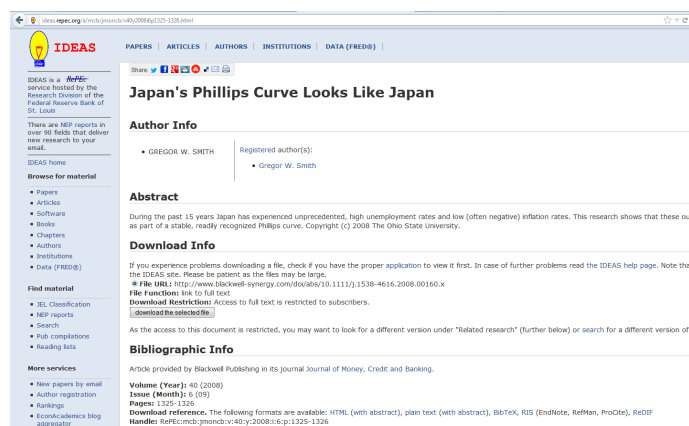 ideas.repec.org/a/mcb/jmoncb/v40y2008i6p1325-1326.html
IDEAS
PAPERS | ARTICLES | AUTHORS | INSTITUTIONS | DATA (FRED®) |
IDEAS is a RePEc
service hosted by the
Research Division of the
Federal Reserve Bank of
St. Louis
There are NEP reports in
over 90 fields that deliver
new research to your
email.
IDEAS home
Browse for material
Papers
Articles
Software
Books
Chapters
Authors
Institutions
Data (FRED®)
Find material
JEL Classification
NEP reports
Search
Pub compilations
Reading lists
More services
New papers by email
Author registration
Rankings
EconAcademics blog
aggregator
Share:
Japan's Phillips Curve Looks Like Japan
Author Info
GREGOR W. SMITH
Registered author(s):
Gregor W. Smith
Abstract
During the past 15 years Japan has experienced unprecedented, high unemployment rates and low (often negative) inflation rates. This research shows that these ou
as part of a stable, readily recognized Phillips curve. Copyright (c) 2008 The Ohio State University.
Download Info
If you experience problems downloading a file, check if you have the proper application to view it first. In case of further problems read the IDEAS help page. Note tha
the IDEAS site. Please be patient as the files may be large.
File URL: http://www.blackwell-synergy.com/doi/abs/10.1111/j.1538-4616.2008.00160.x
File Function: link to full text
Download Restriction: Access to full text is restricted to subscribers.
download the selected file
As the access to this document is restricted, you may want to look for a different version under "Related research" (further below) or search for a different version of
Bibliographic Info
Article provided by Blackwell Publishing in its journal Journal of Money, Credit and Banking.
Volume (Year): 40 (2008)
Issue (Month): 6 (09)
Pages: 1325-1326
Download reference. The following formats are available: HTML (with abstract), plain text (with abstract), BibTeX, RIS (EndNote, RefMan, ProCite), ReDIF
Handle: RePEc:mcb:jmoncb:v:40:y:2008:i:6:p:1325-1326